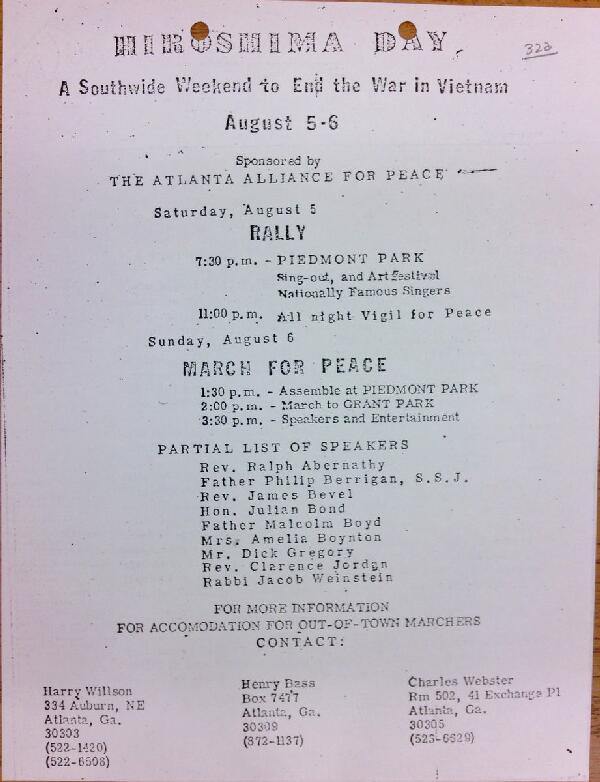 HIROSHIMA DAY
322
A Southwide Weekend to End the War in Vietnam
August 5-6
Sponsored by
THE ATLANTA ALLIANCE FOR PEACE
Saturday, August 5
RALLY
7:30 p.m. - PIEDMONT PARK
Sing-out, and Art festival
Nationally Famous Singers
11:00 p.m. All night Vigil for Peace
Sunday, August 6
MARCH FOR PEACE
1:30 p.m. - Assemble at PIEDMONT PARK
2:00 p.m. - March to GRANT PARK
3:30 p.m. - Speakers and Entertainment
PARTIAL LIST OF SPEAKERS
Rev. Ralph Abernathy
Father Philip Berrigan, S.S.J.
Rev. James Bevel
Hon. Julian Bond
Father Malcolm Boyd
Mrs. Amelia Boynton
Mr. Dick Gregory
Rev. Clarence Jordan
Rabbi Jacob Weinstein
FOR MORE INFORMATION
FOR ACCOMODATION FOR OUT-OF-TOWN MARCHERS
CONTACT:
Harry Willson
334 Auburn, NE
Atlanta, Ga.
30303
(522-1420)
(522-6508)
Henry Bass
Box 7477
Atlanta, Ga.
30309
(872-1137)
Charles Webster
Rm 502, 41 Exchange Pl
Atlanta, Ga.
30305
(523-6629)